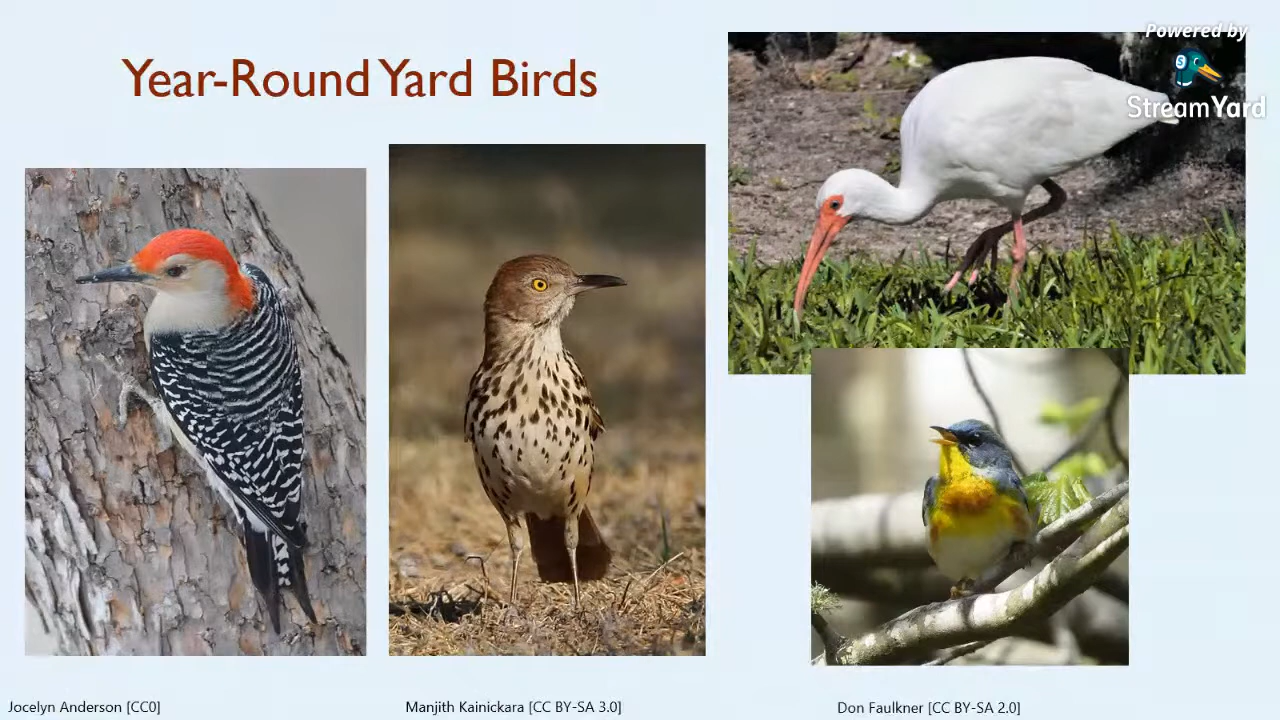 Powered by
StreamYard
Year-Round Yard Birds
Jocelyn Anderson [CC0]
Manjith Kainickara [CC BY-SA 3.0]
Don Faulkner [CC BY-SA 2.0]